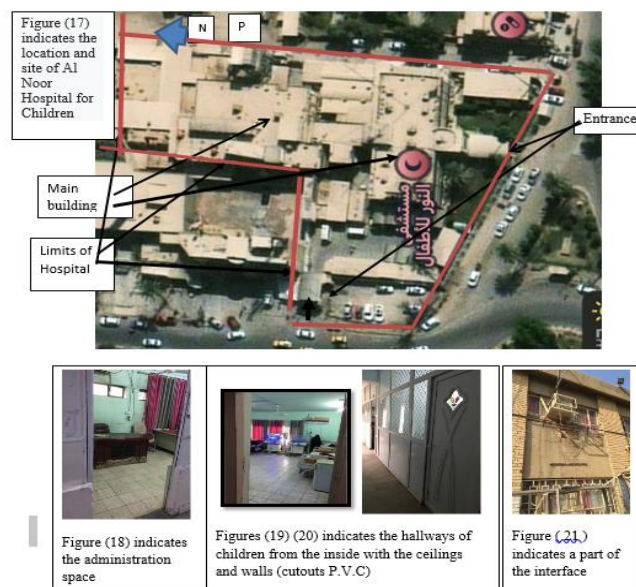 Figure (17)
indicates the
location and
site of Al
Noor
Hospital for
Children
N P
Entrance
Main
building
Limits of
Hospital
مستشفى
النور للأطفال
Figure (18) indicates
the administration
space
Figures (19) (20) indicates the hallways of
children from the inside with the ceilings
and walls (cutouts P.V.C)
Figure (21)
indicates a part of
the interface